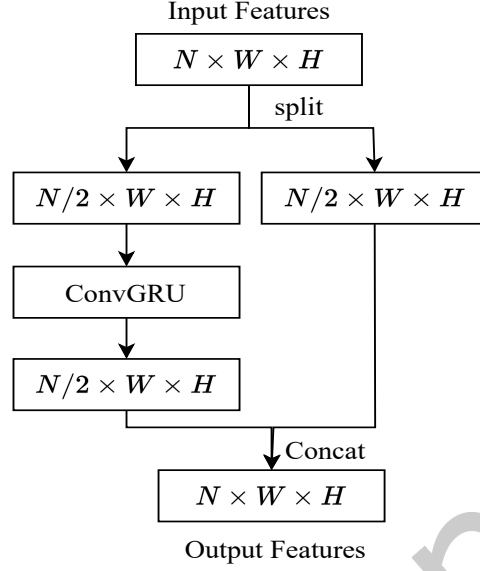 Input Features
N × W × H
split
N/2 × W × H
N/2 × W × H
ConvGRU
N/2 × W × H
Concat
N × W × H
Output Features